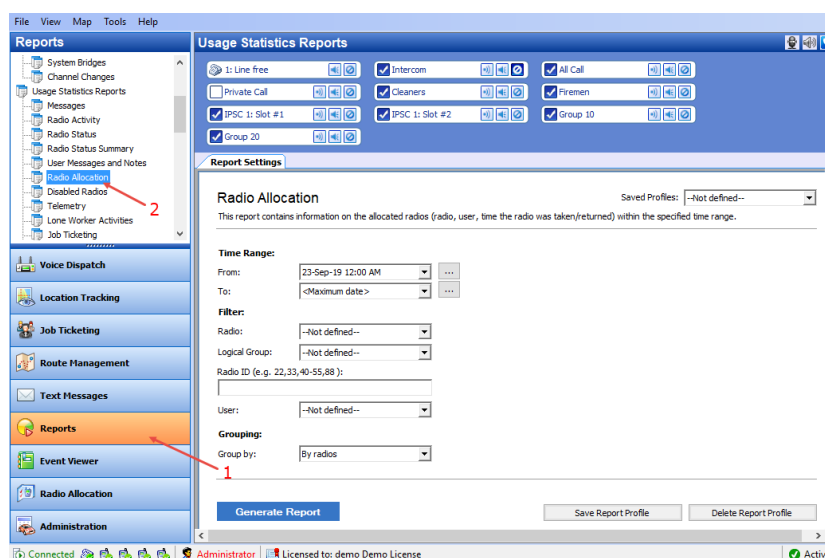 File View Map Tools Help
Reports
System Bridges
Channel Changes
Usage Statistics Reports
Messages
Radio Activity
Radio Status
Radio Status Summary
User Messages and Notes
Radio Allocation
Disabled Radios
Telemetry
Lone Worker Activities
Job Ticketing
2
Voice Dispatch
Location Tracking
Job Ticketing
Route Management
Text Messages
Reports
1
Event Viewer
Radio Allocation
Administration
Usage Statistics Reports
1: Line free
Intercom
All Call
Private Call
Cleaners
Firemen
IPSC 1: Slot #1
IPSC 1: Slot #2
Group 10
Group 20
Report Settings
Radio Allocation
Saved Profiles: --Not defined--
This report contains information on the allocated radios (radio, user, time the radio was taken/returned) within the specified time range.
Time Range:
From: 23-Sep-19 12:00 AM ...
To: <Maximum date> ...
Filter:
Radio: --Not defined--
Logical Group: --Not defined--
Radio ID (e.g. 22,33,40-55,88 ):
User: --Not defined--
Grouping:
Group by: By radios
Generate Report
Save Report Profile
Delete Report Profile
Connected
Administrator
Licensed to: demo Demo License
Activ